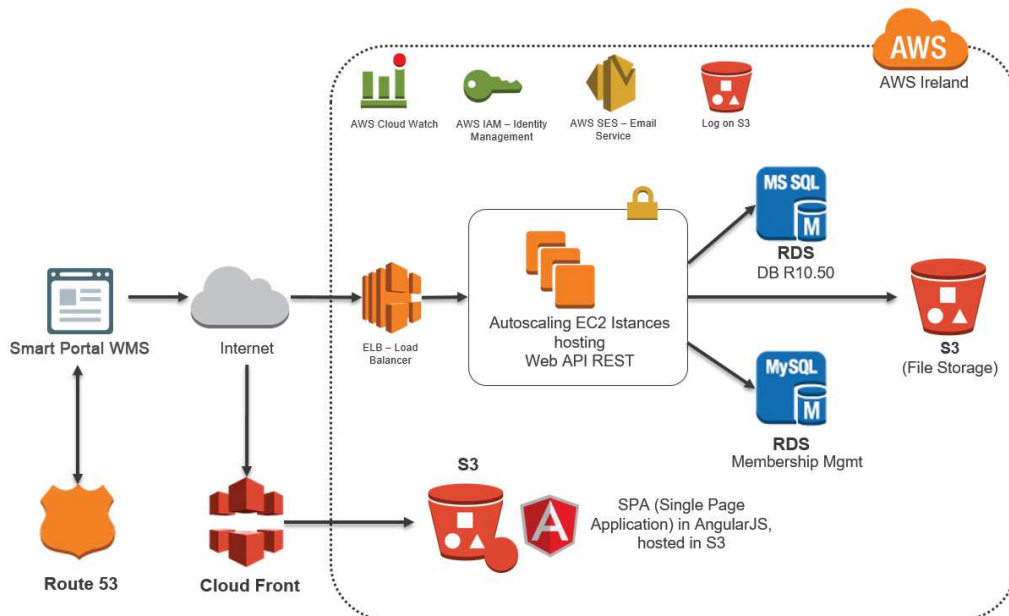 AWS
AWS Ireland
AWS Cloud Watch
AWS IAM – Identity
Management
AWS SES – Email
Service
Log on S3
MS SQL
M
RDS
DB R10.50
Smart Portal WMS
Internet
ELB – Load
Balancer
Autoscaling EC2 Istances
hosting
Web API REST
S3
(File Storage)
MySQL
M
RDS
Membership Mgmt
Route 53
Cloud Front
S3
A
SPA (Single Page
Application) in AngularJS,
hosted in S3